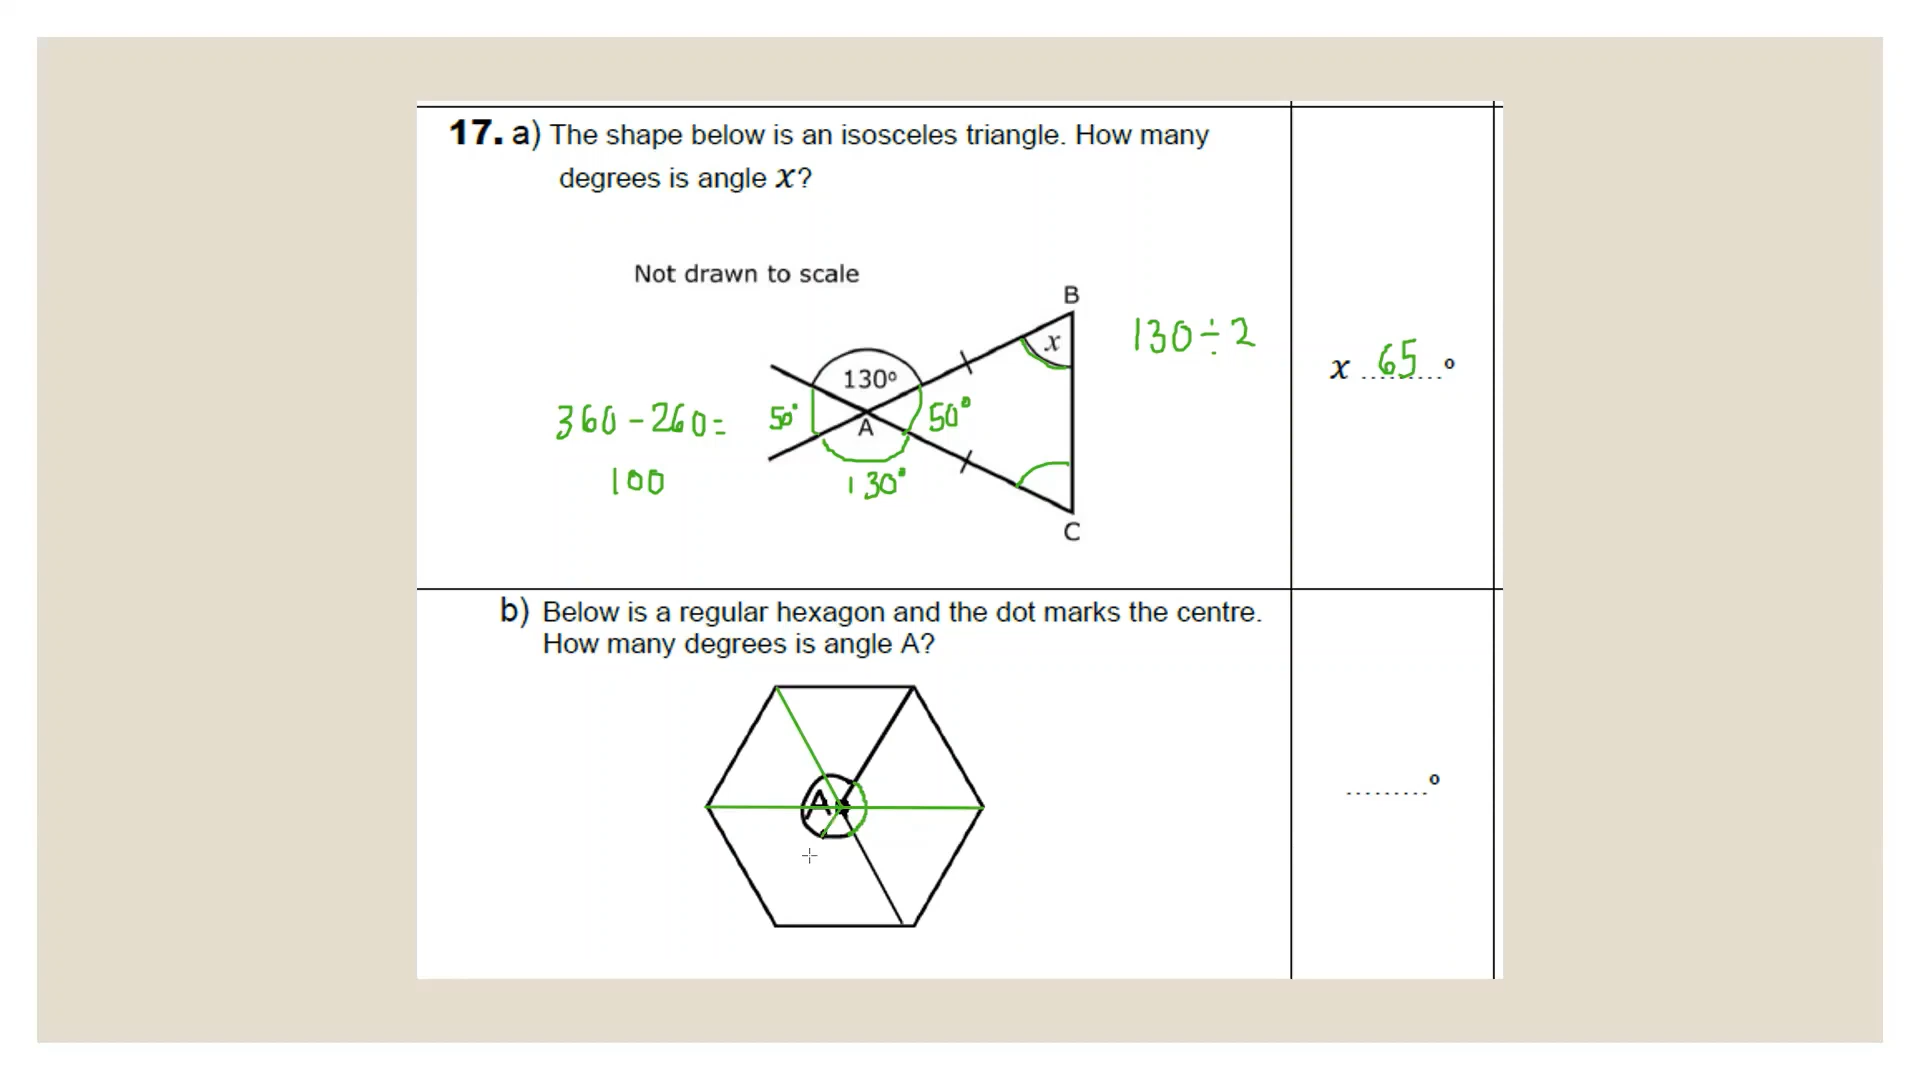 17. a) The shape below is an isosceles triangle. How many
degrees is angle x?
Not drawn to scale
B
x
130÷2
x 65 º
130º
360-260=
50°
A
50°
100
130°
C
b) Below is a regular hexagon and the dot marks the centre.
How many degrees is angle A?
A
.........º